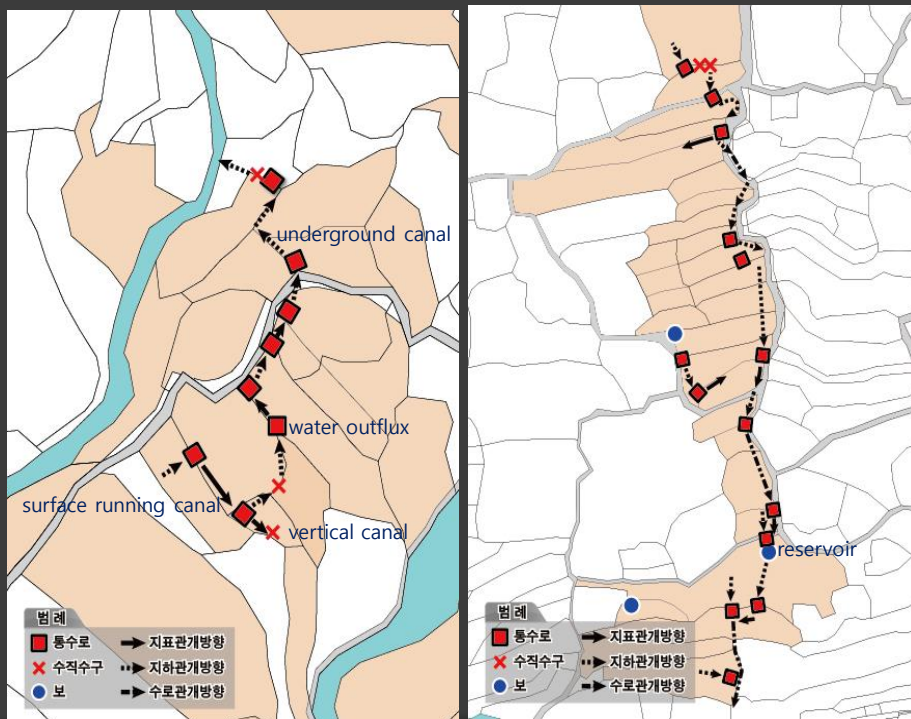 underground canal
water outflux
surface running canal
vertical canal
범 례
통수로
지표관개방향
수직수구
지하관개방향
보
수로관개방향
reservoir
범 례
통수로
지표관개방향
수직수구
지하관개방향
보
수로관개방향